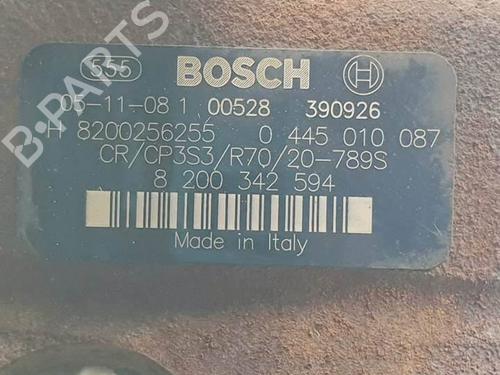 555 BOSCH H
05-11-08 1 00528 390926
H 8200256255 0 445 010 087
CR/CP3S3/R70/20-789S
8 200 342 594
Made in Italy
B-PARTS